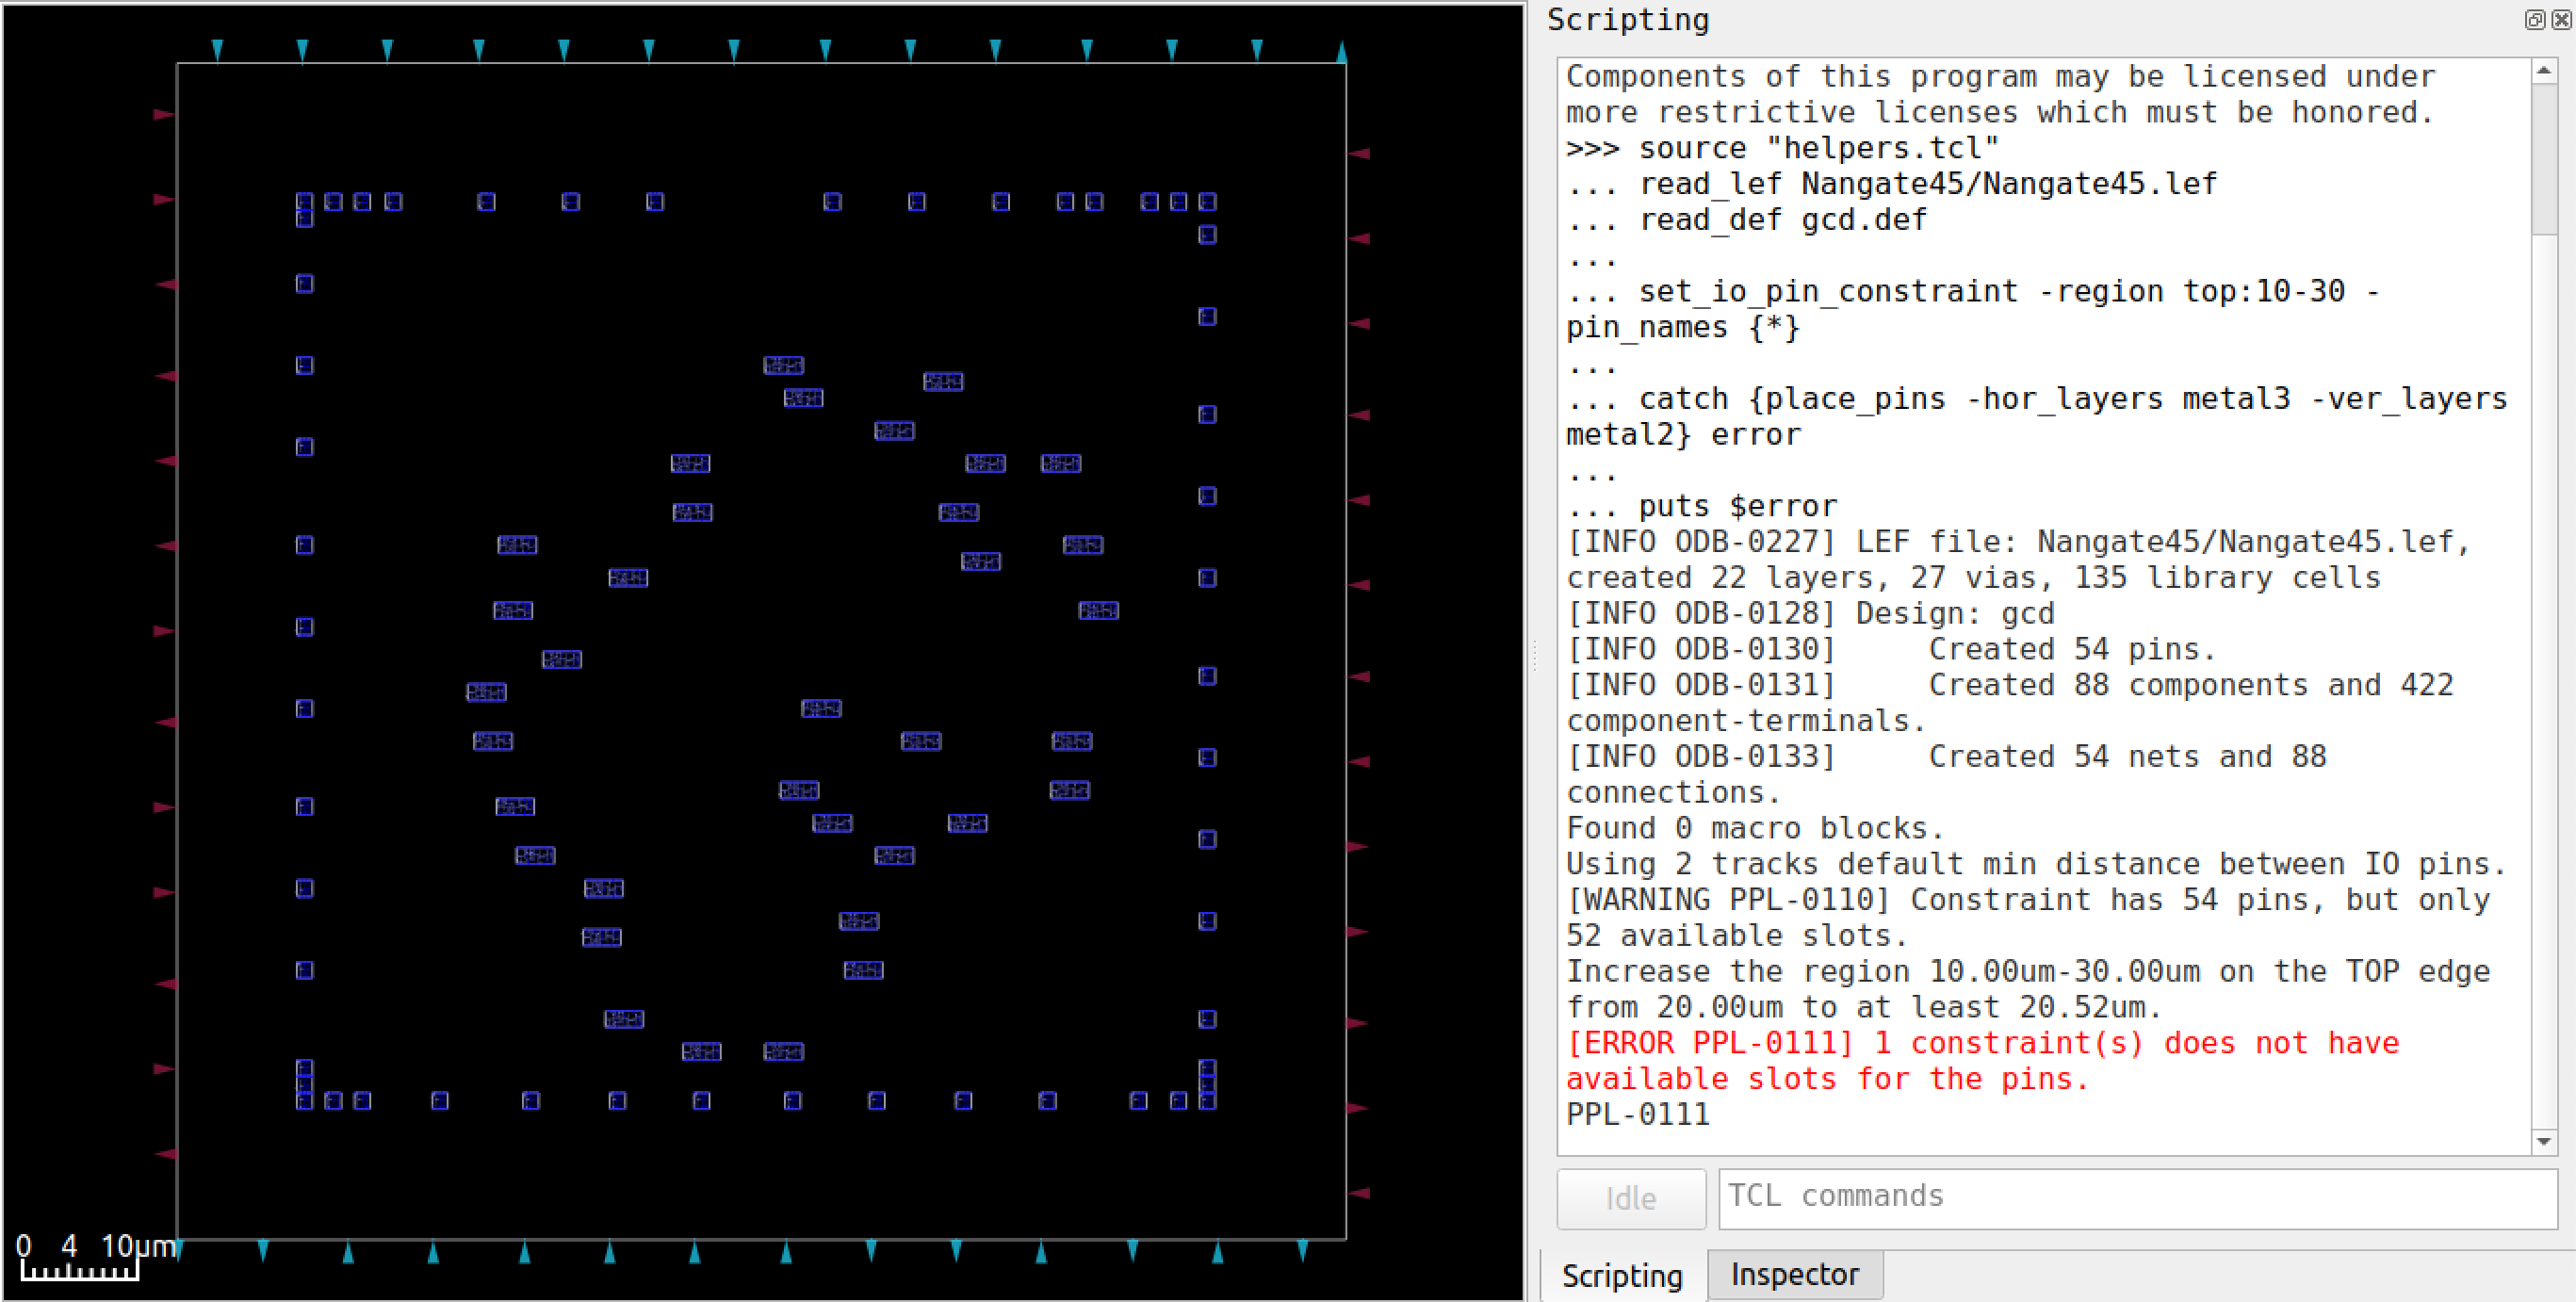 Scripting
Components of this program may be licensed under
more restrictive licenses which must be honored.
>>> source "helpers.tcl"
... read_lef Nangate45/Nangate45.lef
... read_def gcd.def
...
... set_io_pin_constraint -region top:10-30 -
pin_names {*}
...
... catch {place_pins -hor_layers metal3 -ver_layers
metal2} error
...
... puts $error
[INFO ODB-0227] LEF file: Nangate45/Nangate45.lef,
created 22 layers, 27 vias, 135 library cells
[INFO ODB-0128] Design: gcd
[INFO ODB-0130]     Created 54 pins.
[INFO ODB-0131]     Created 88 components and 422
component-terminals.
[INFO ODB-0133]     Created 54 nets and 88
connections.
Found 0 macro blocks.
Using 2 tracks default min distance between IO pins.
[WARNING PPL-0110] Constraint has 54 pins, but only
52 available slots.
Increase the region 10.00um-30.00um on the TOP edge
from 20.00um to at least 20.52um.
[ERROR PPL-0111] 1 constraint(s) does not have
available slots for the pins.
PPL-0111
Idle
TCL commands
Scripting
Inspector
0 4 10μm